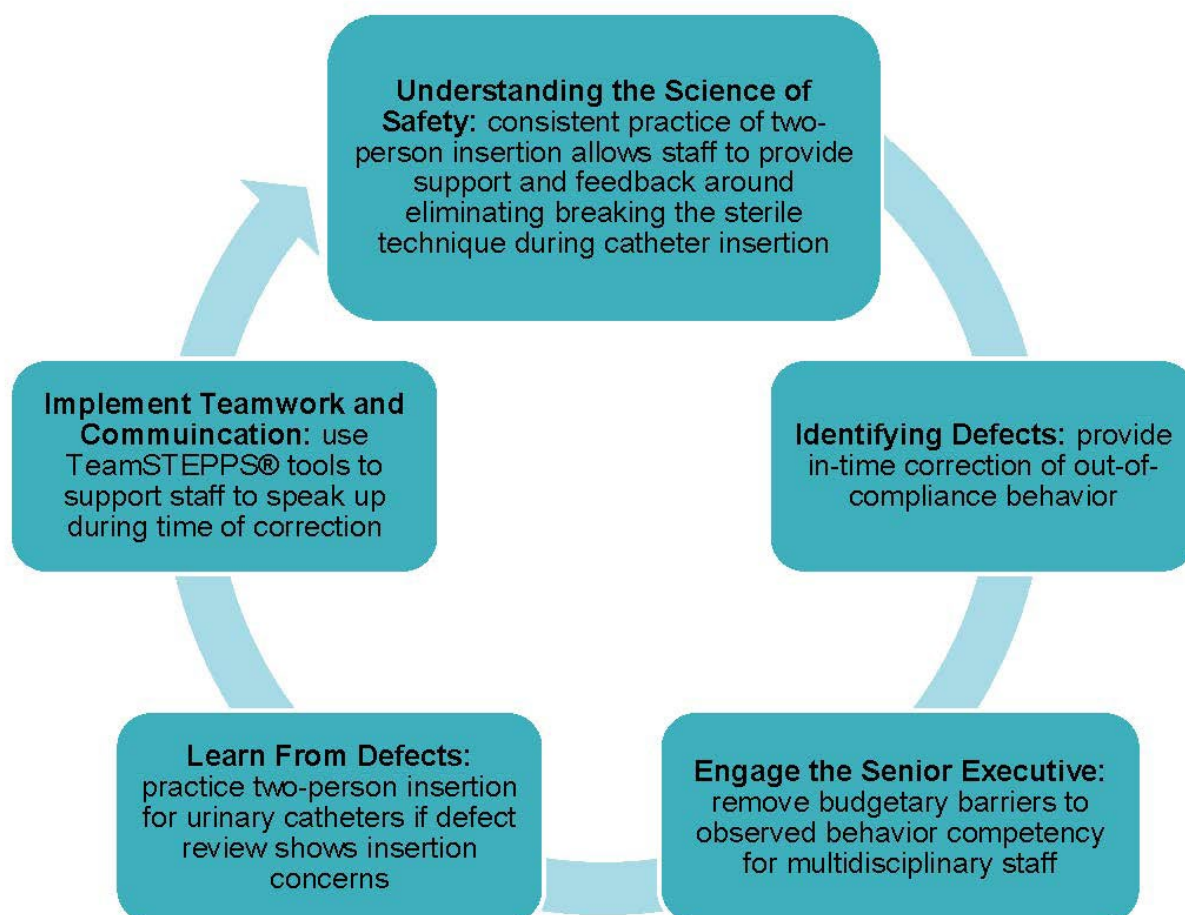 Understanding the Science of
Safety: consistent practice of two-
person insertion allows staff to provide
support and feedback around
eliminating breaking the sterile
technique during catheter insertion
Identifying Defects: provide
in-time correction of out-of-
compliance behavior
Engage the Senior Executive:
remove budgetary barriers to
observed behavior competency
for multidisciplinary staff
Learn From Defects:
practice two-person insertion
for urinary catheters if defect
review shows insertion
concerns
Implement Teamwork and
Commuincation: use
TeamSTEPPS® tools to
support staff to speak up
during time of correction